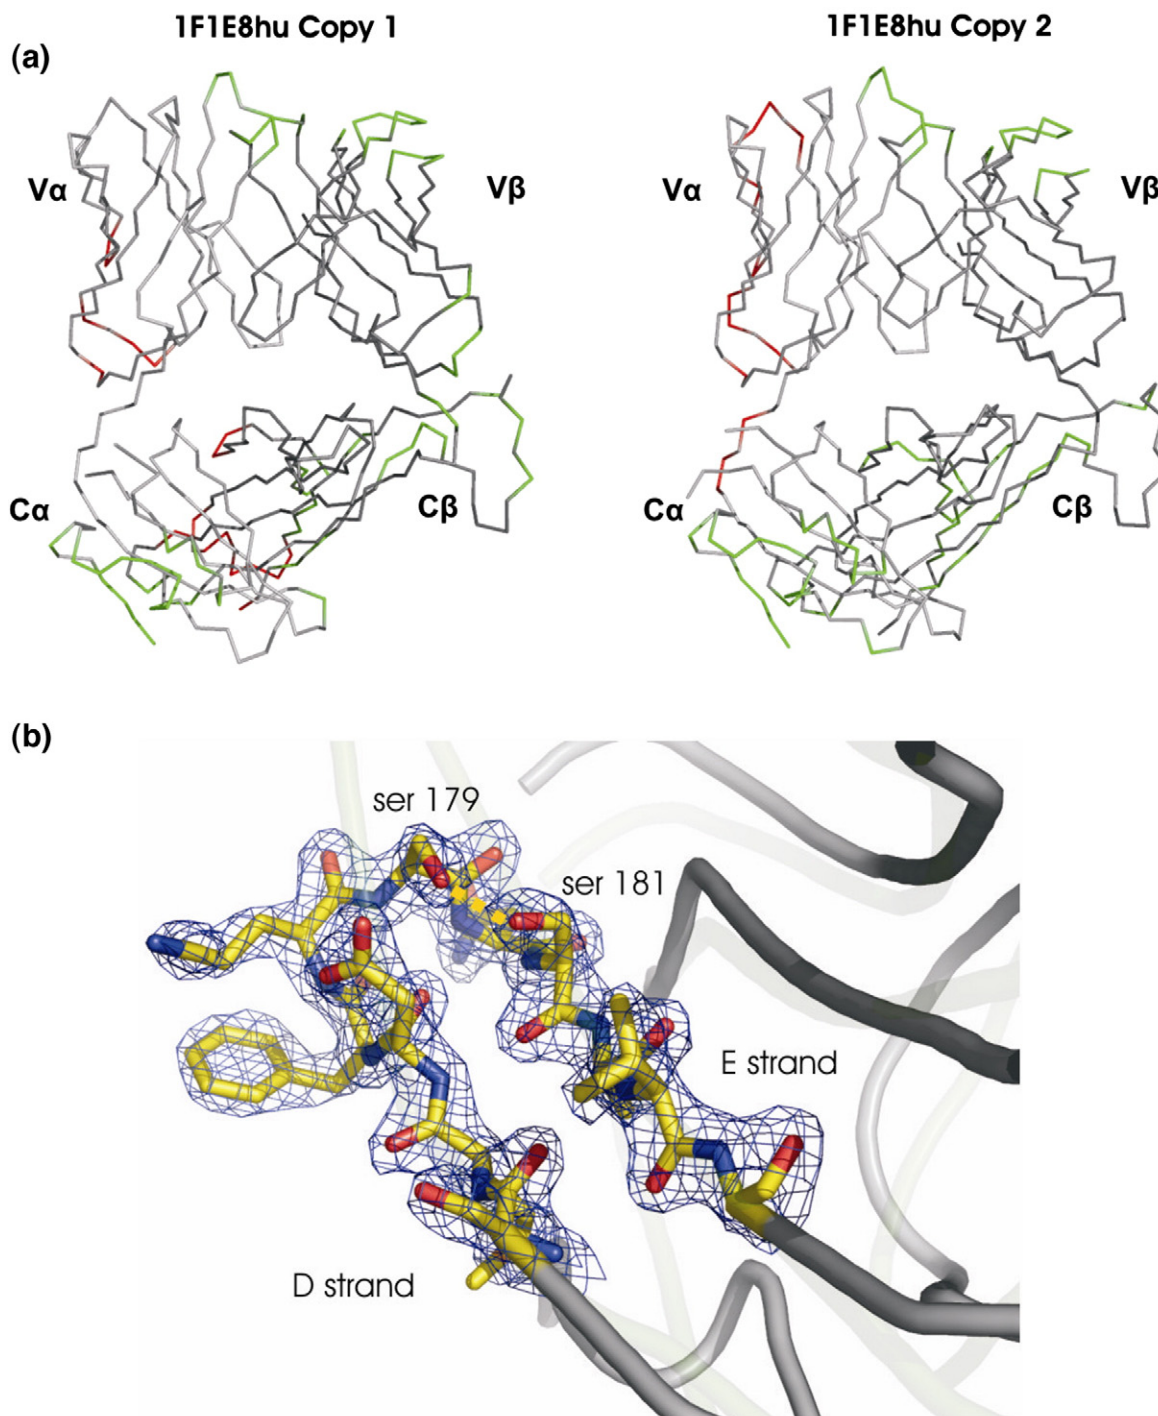 1F1E8hu Copy 1
1F1E8hu Copy 2
(a)
Vα
Vβ
Vα
Vβ
Cα
Cβ
Cα
Cβ
(b)
ser 179
ser 181
E strand
D strand